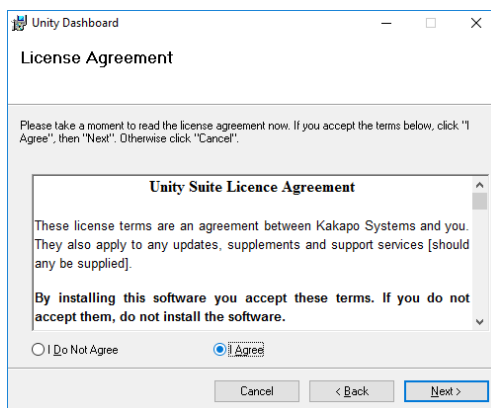 Unity Dashboard
License Agreement
Please take a moment to read the license agreement now. If you accept the terms below, click "I
Agree", then "Next". Otherwise click "Cancel".
Unity Suite Licence Agreement
These license terms are an agreement between Kakapo Systems and you.
They also apply to any updates, supplements and support services [should
any be supplied].
By installing this software you accept these terms. If you do not
accept them, do not install the software.
I Do Not Agree
I Agree
Cancel
< Back
Next >